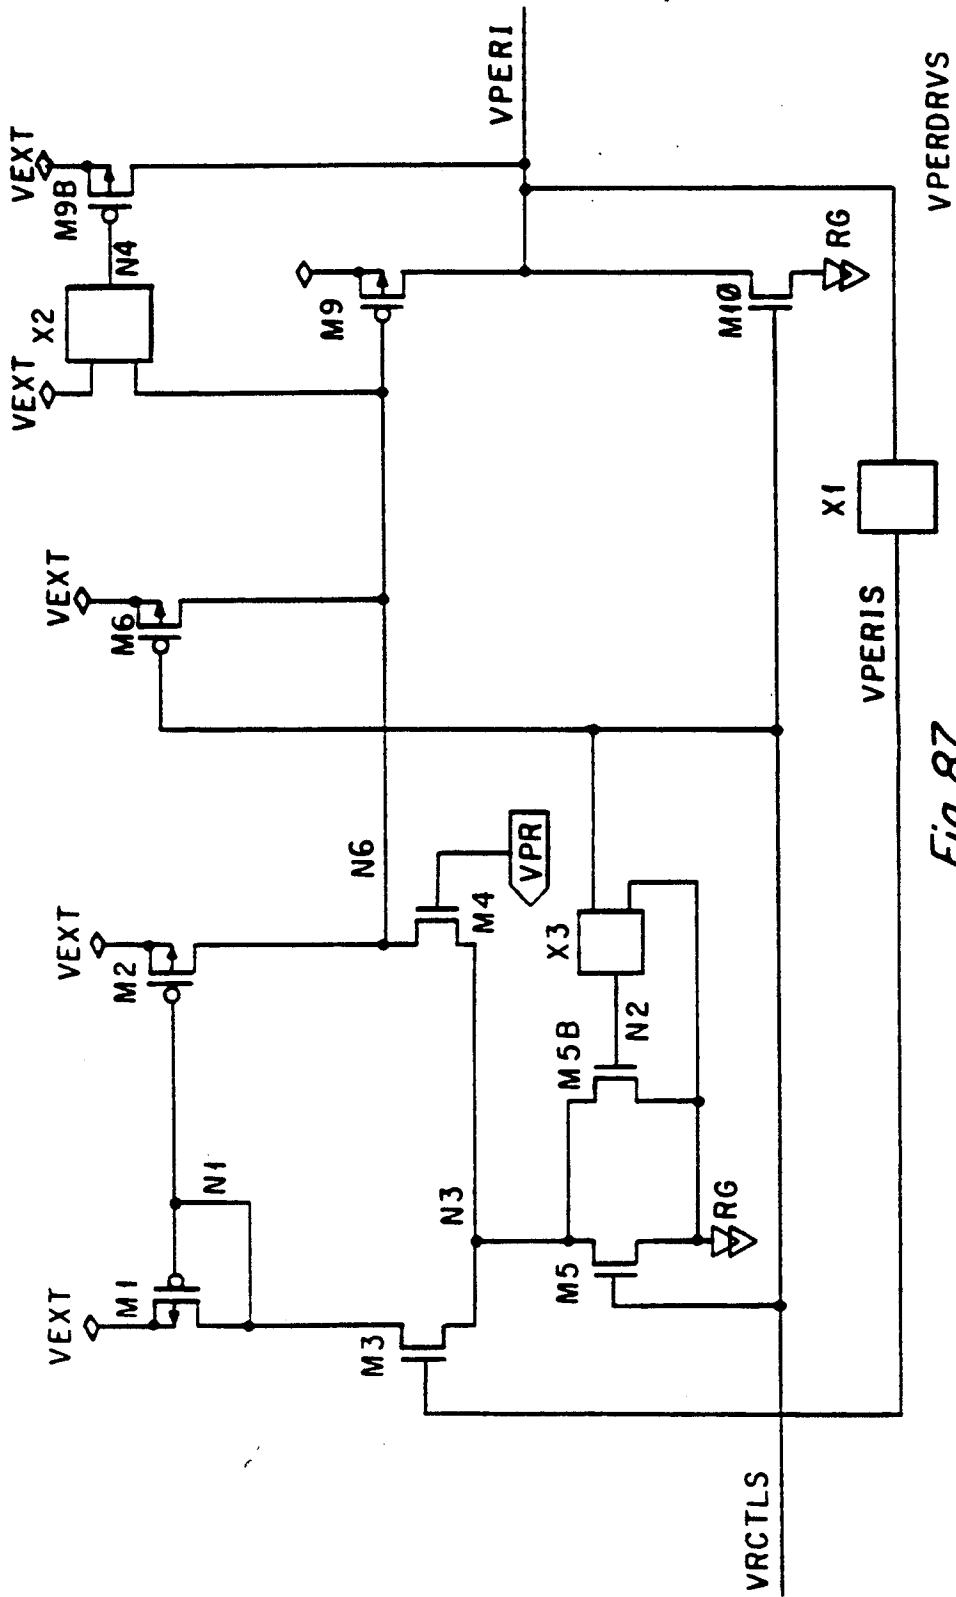 VEXT
M1
N1
VEXT
M2
VEXT
M6
VEXT
X2
N4
VEXT
M9B
M3
N3
N6
M4
VPR
M9
VPERI
M5
RG
M5B
N2
X3
M10
RG
VRCTLS
VPERIS
X1
VPERDRVS
Fig. 87